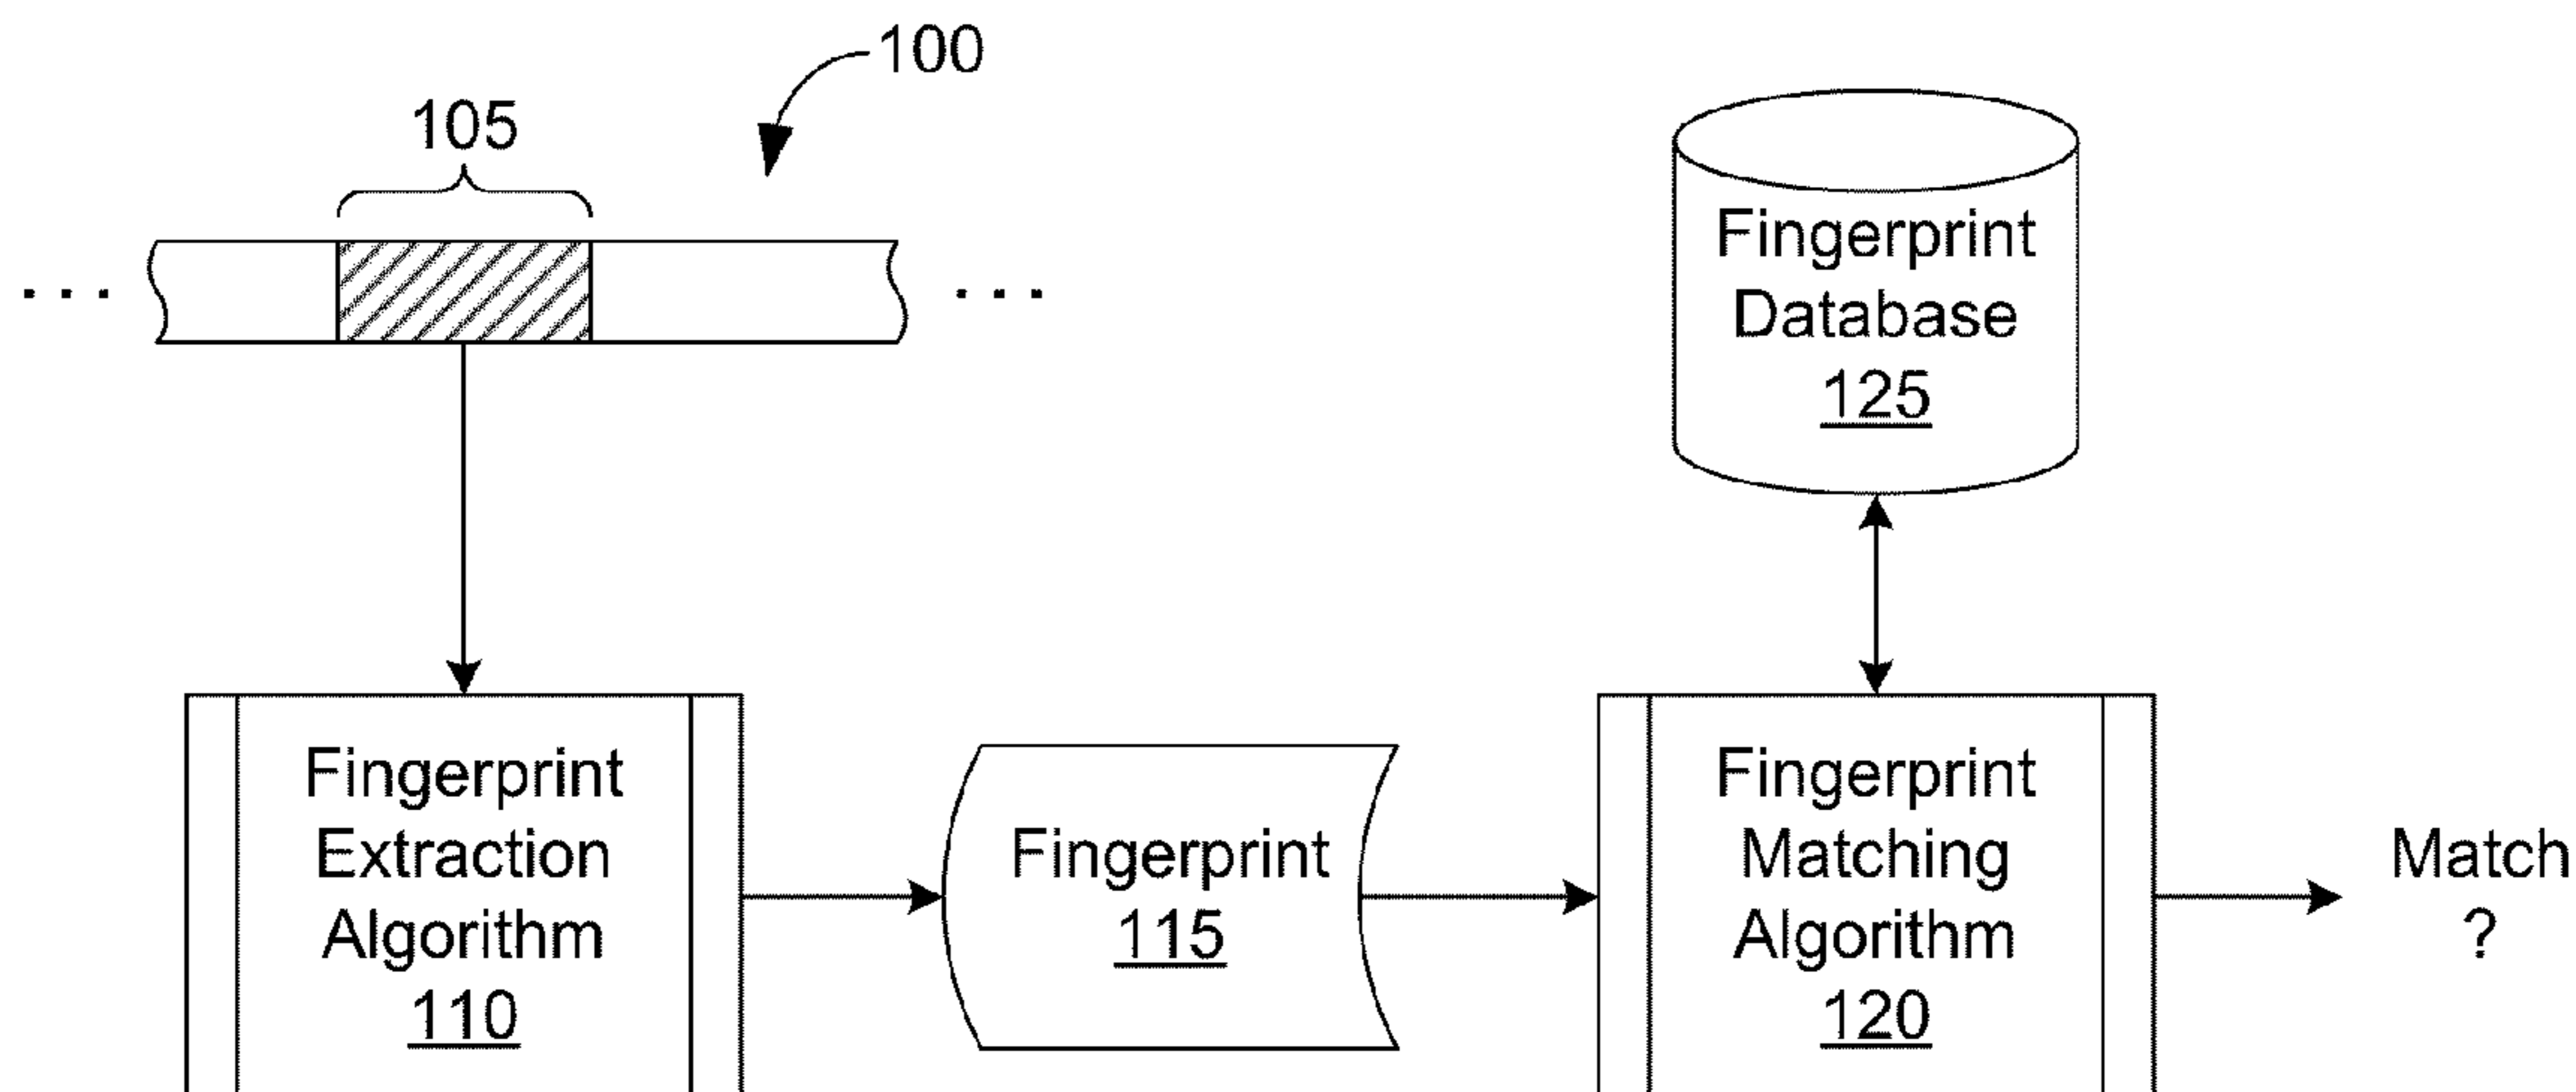 100
105
. . .
. . .
Fingerprint
Database
125
Fingerprint
Extraction
Algorithm
110
Fingerprint
115
Fingerprint
Matching
Algorithm
120
Match
?